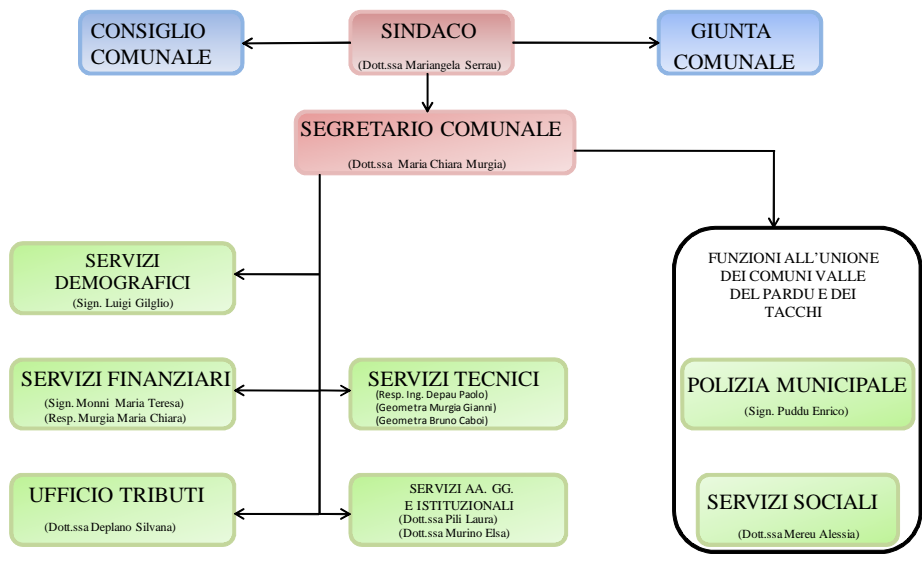 CONSIGLIO
COMUNALE
SINDACO
(Dott.ssa Mariangela Serrau)
GIUNTA
COMUNALE
SEGRETARIO COMUNALE
(Dott.ssa Maria Chiara Murgia)
SERVIZI
DEMOGRAFICI
(Sign. Luigi Gilglio)
FUNZIONI ALL'UNIONE
DEI COMUNI VALLE
DEL PARDU E DEI
TACCHI
SERVIZI FINANZIARI
(Sign. Monni Maria Teresa)
(Resp. Murgia Maria Chiara)
SERVIZI TECNICI
(Resp. Ing. Depau Paolo)
(Geometra Murgia Gianni)
(Geometra Bruno Caboi)
POLIZIA MUNICIPALE
(Sign. Puddu Enrico)
UFFICIO TRIBUTI
(Dott.ssa Deplano Silvana)
SERVIZI AA. GG.
E ISTITUZIONALI
(Dott.ssa Pili Laura)
(Dott.ssa Murino Elsa)
SERVIZI SOCIALI
(Dott.ssa Mereu Alessia)